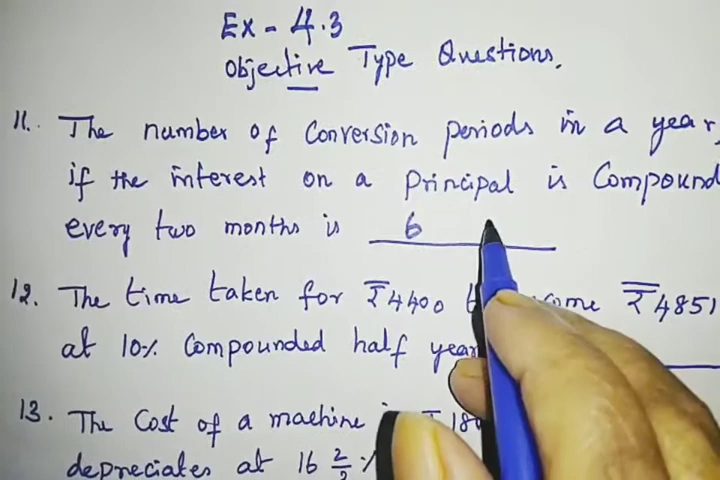 Ex - 4.3
Objective Type Questions.
11. The number of Conversion periods in a year,
if the interest on a principal is Compound
every two months is 6
12. The time taken for ₹4400 ₹4851
at 10% Compounded half
13. The Cost of a machine
depreciates at 16 2/3 %